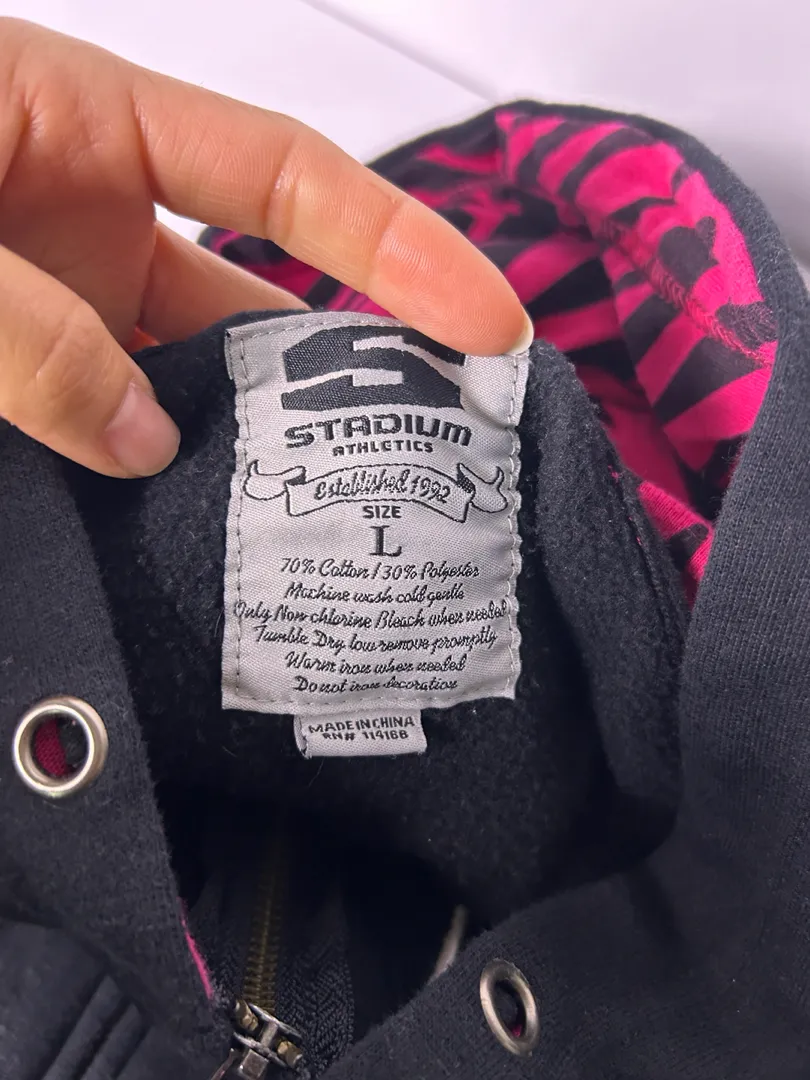 S
STADIUM
ATHLETICS
Established 1992
SIZE
L
70% Cotton / 30% Polyester
Machine wash cold gentle
Only Non chlorine Bleach when needed
Tumble Dry low remove promptly
Warm iron when needed
Do not iron decoration
MADE IN CHINA
RN# 114168